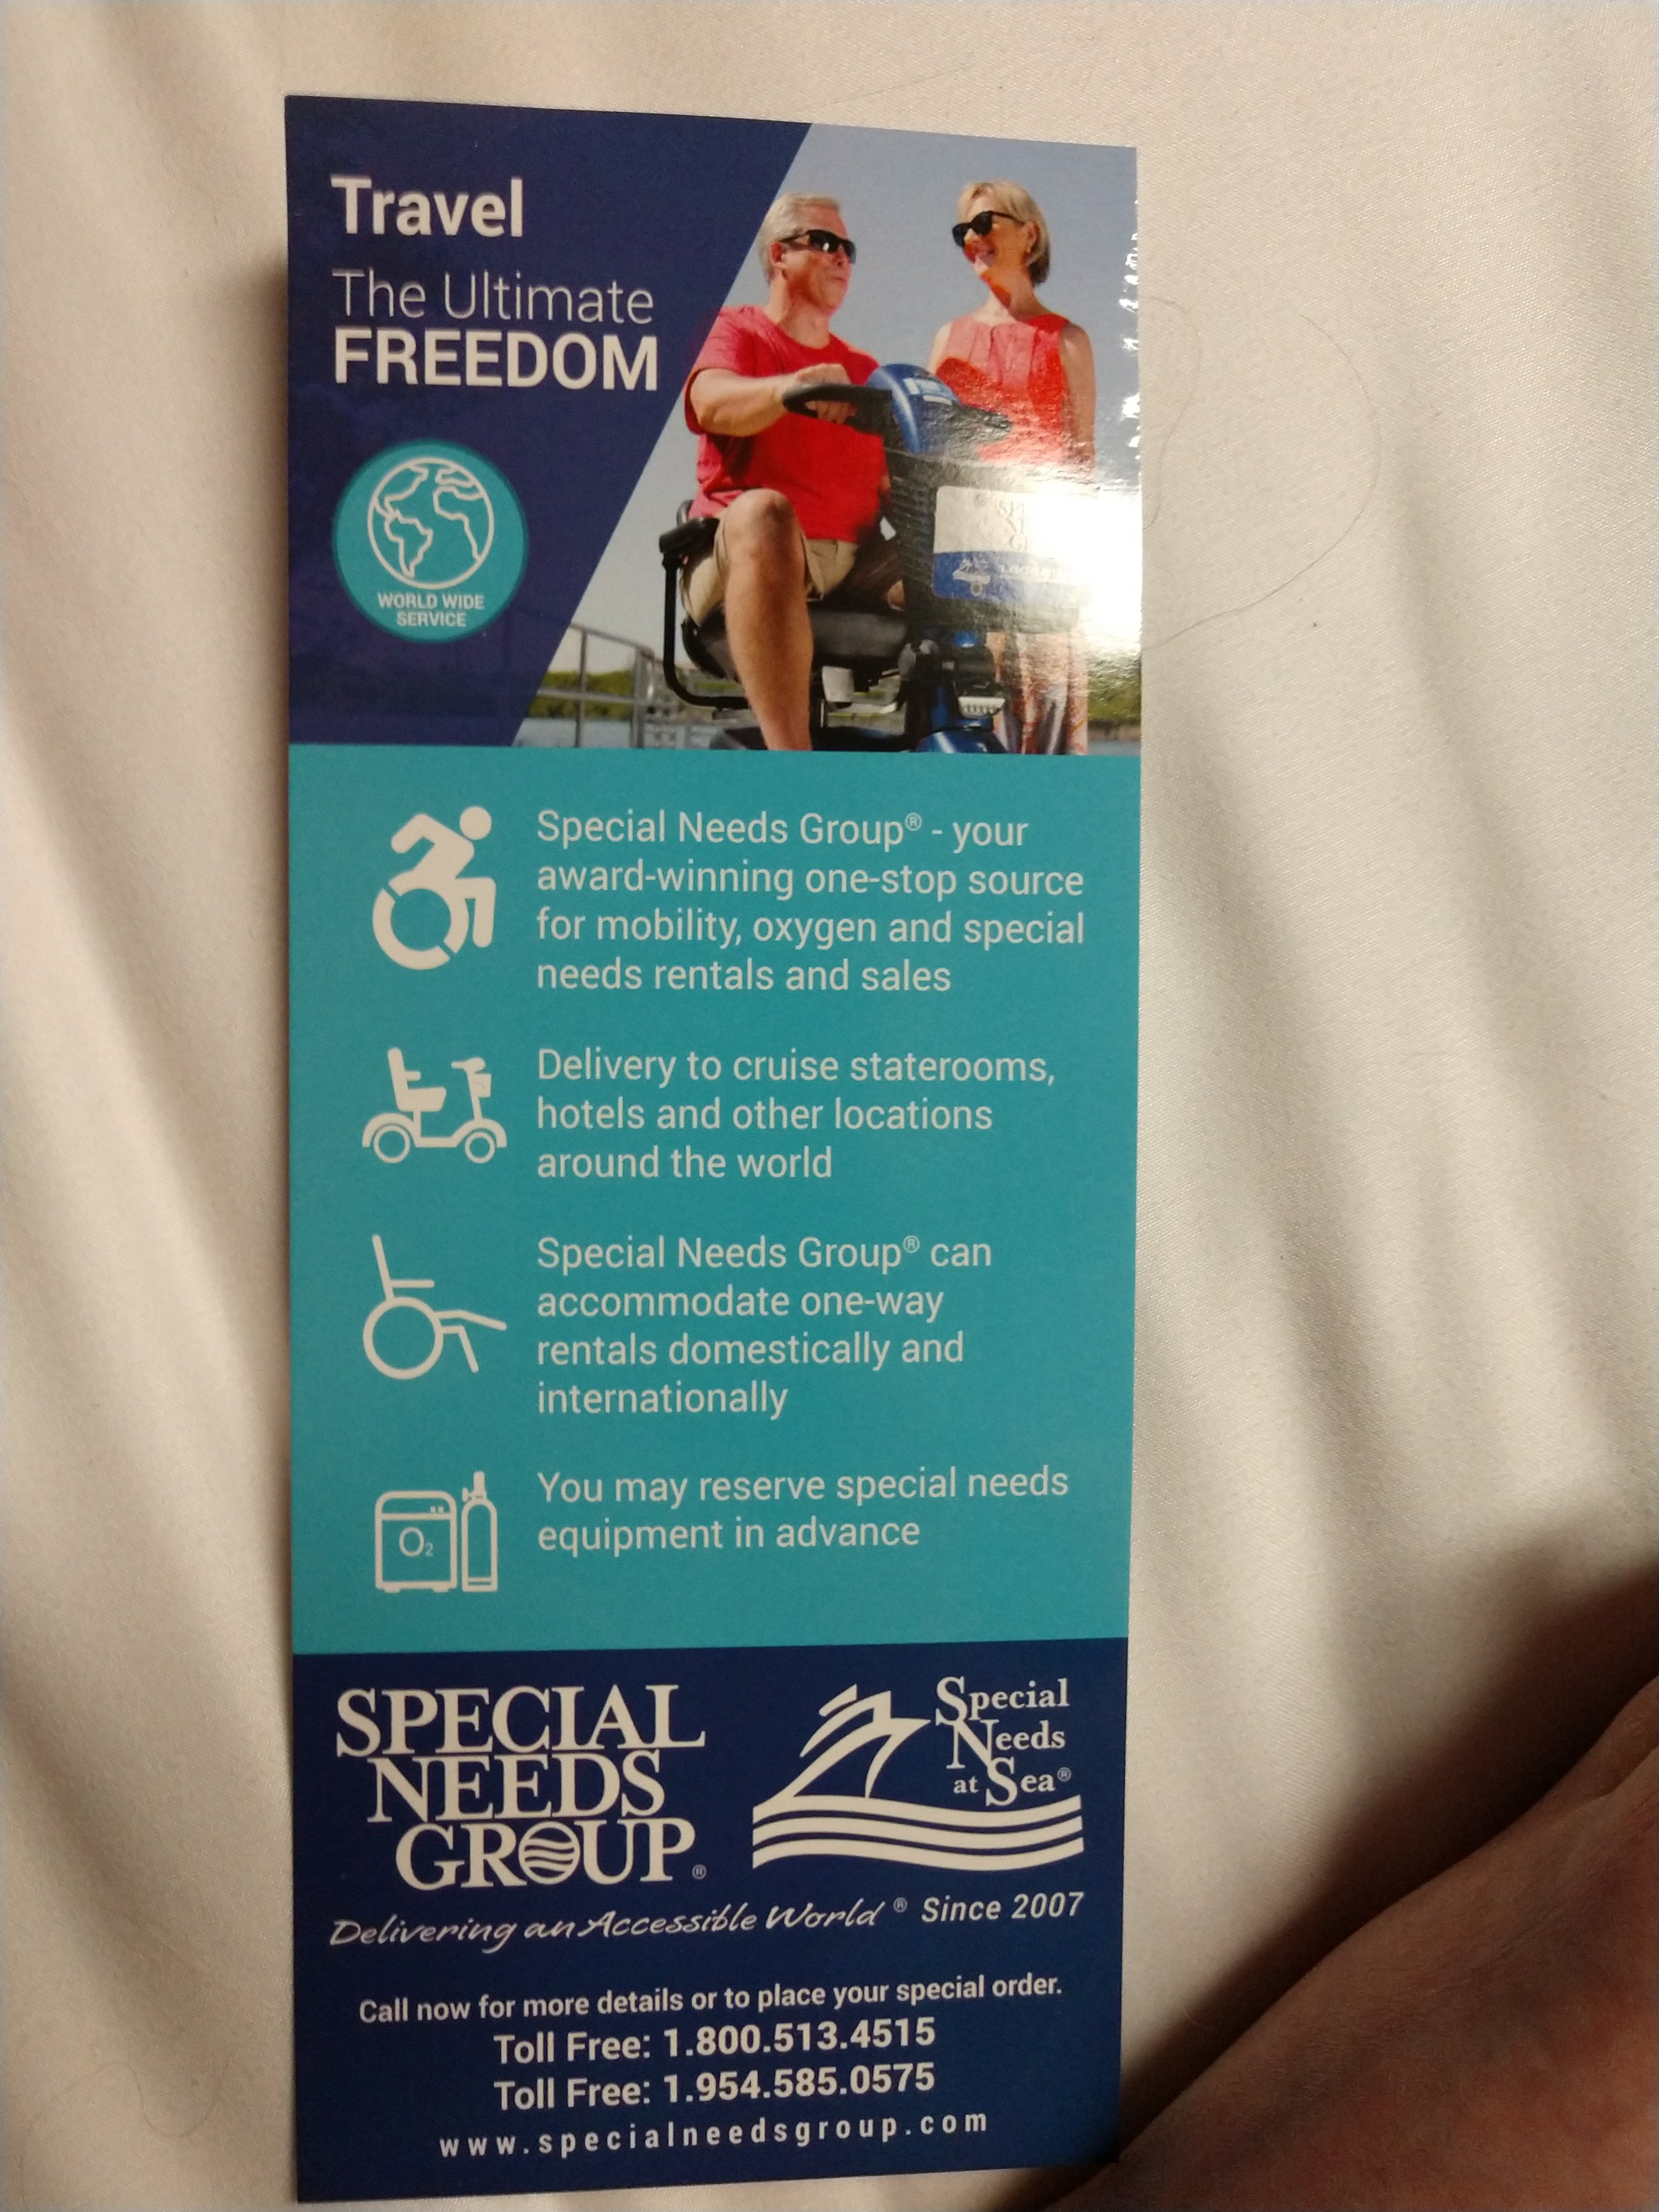 Travel
The Ultimate
FREEDOM
WORLD WIDE
SERVICE
Special Needs Group® - your
award-winning one-stop source
for mobility, oxygen and special
needs rentals and sales
Delivery to cruise staterooms,
hotels and other locations
around the world
Special Needs Group® can
accommodate one-way
rentals domestically and
internationally
O₂
You may reserve special needs
equipment in advance
SPECIAL
NEEDS
GROUP®
Special
Needs
at Sea®
Delivering an Accessible World® Since 2007
Call now for more details or to place your special order.
Toll Free: 1.800.513.4515
Toll Free: 1.954.585.0575
www.specialneedsgroup.com